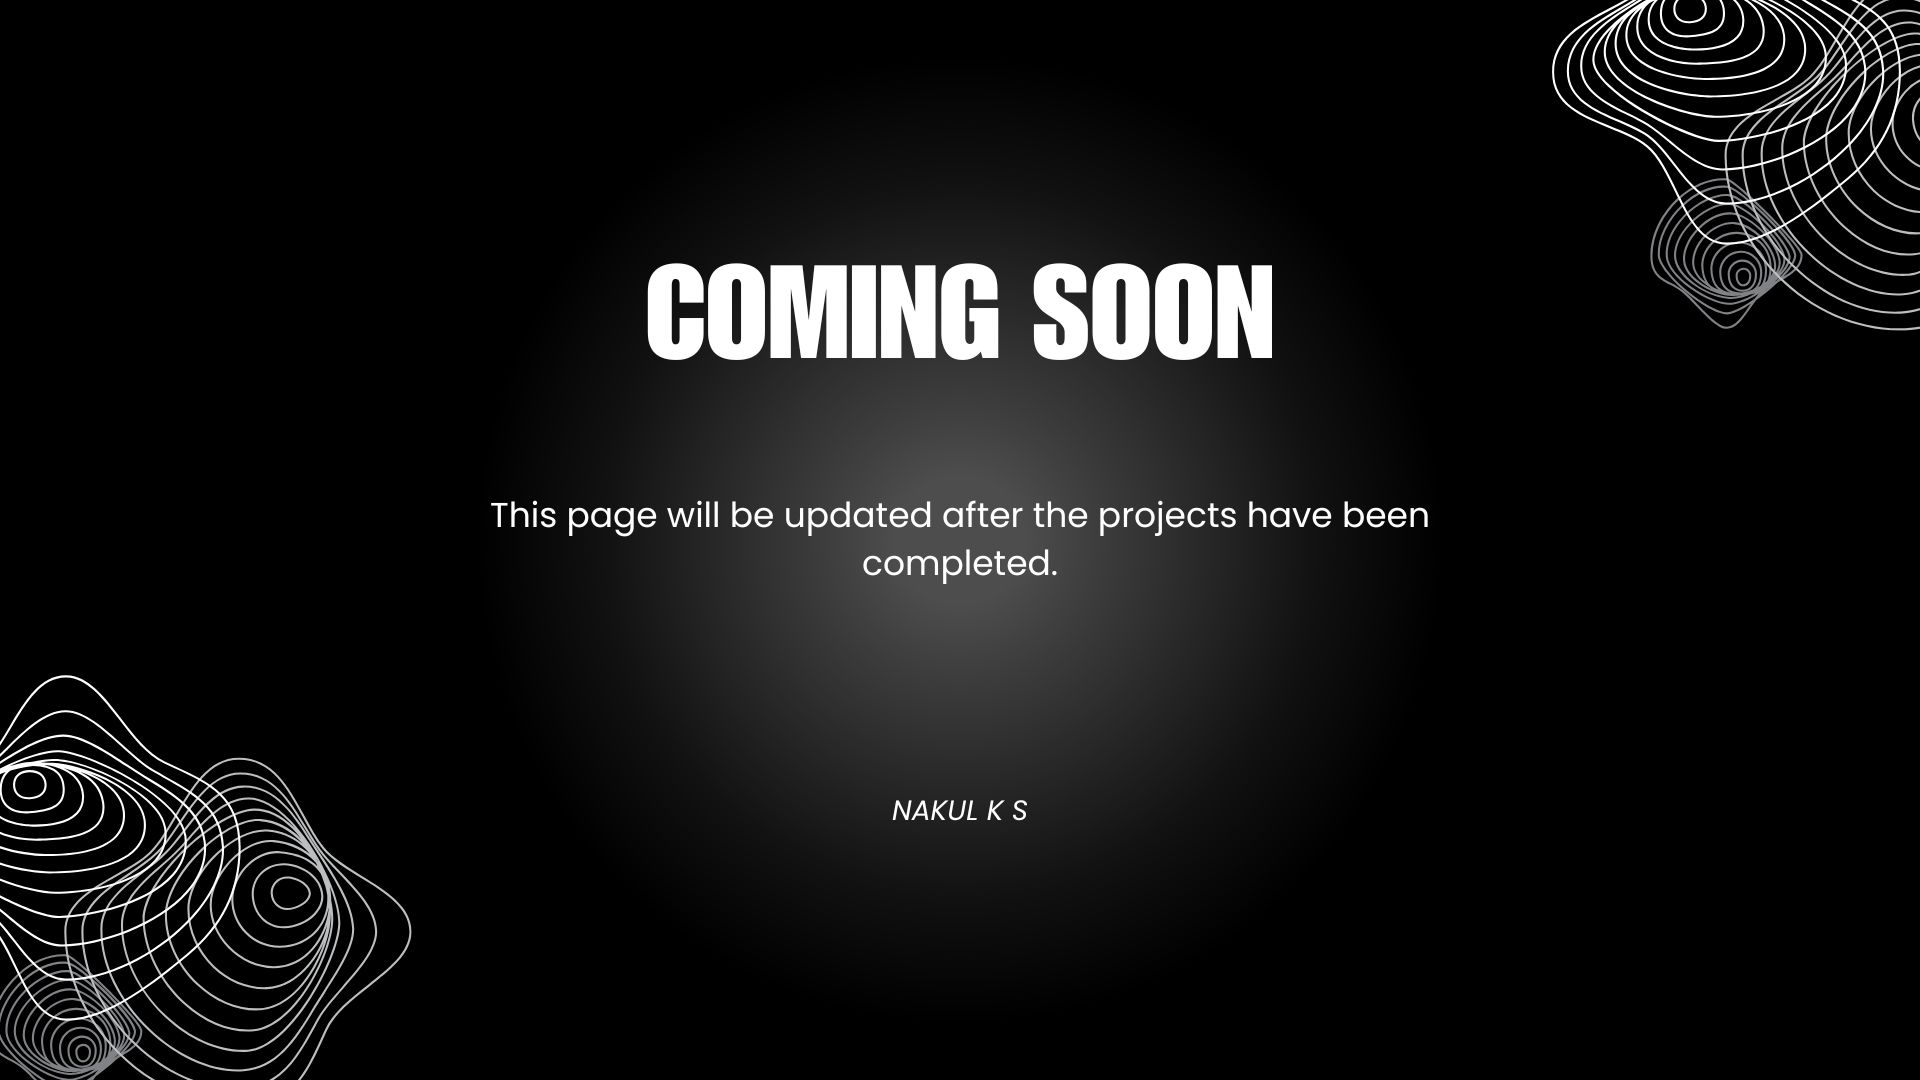 COMING SOON
This page will be updated after the projects have been
completed.
NAKUL K S